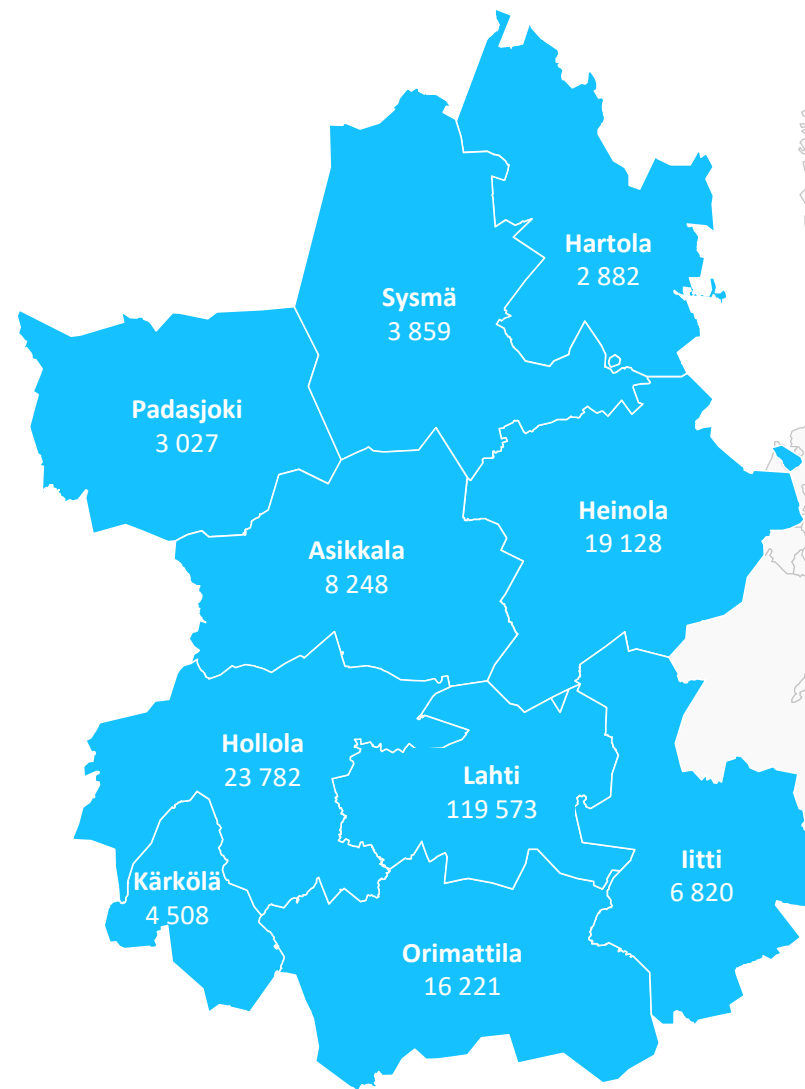 Hartola
2 882
Sysmä
3 859
Padasjoki
3 027
Heinola
19 128
Asikkala
8 248
Hollola
23 782
Lahti
119 573
Iitti
6 820
Kärkölä
4 508
Orimattila
16 221